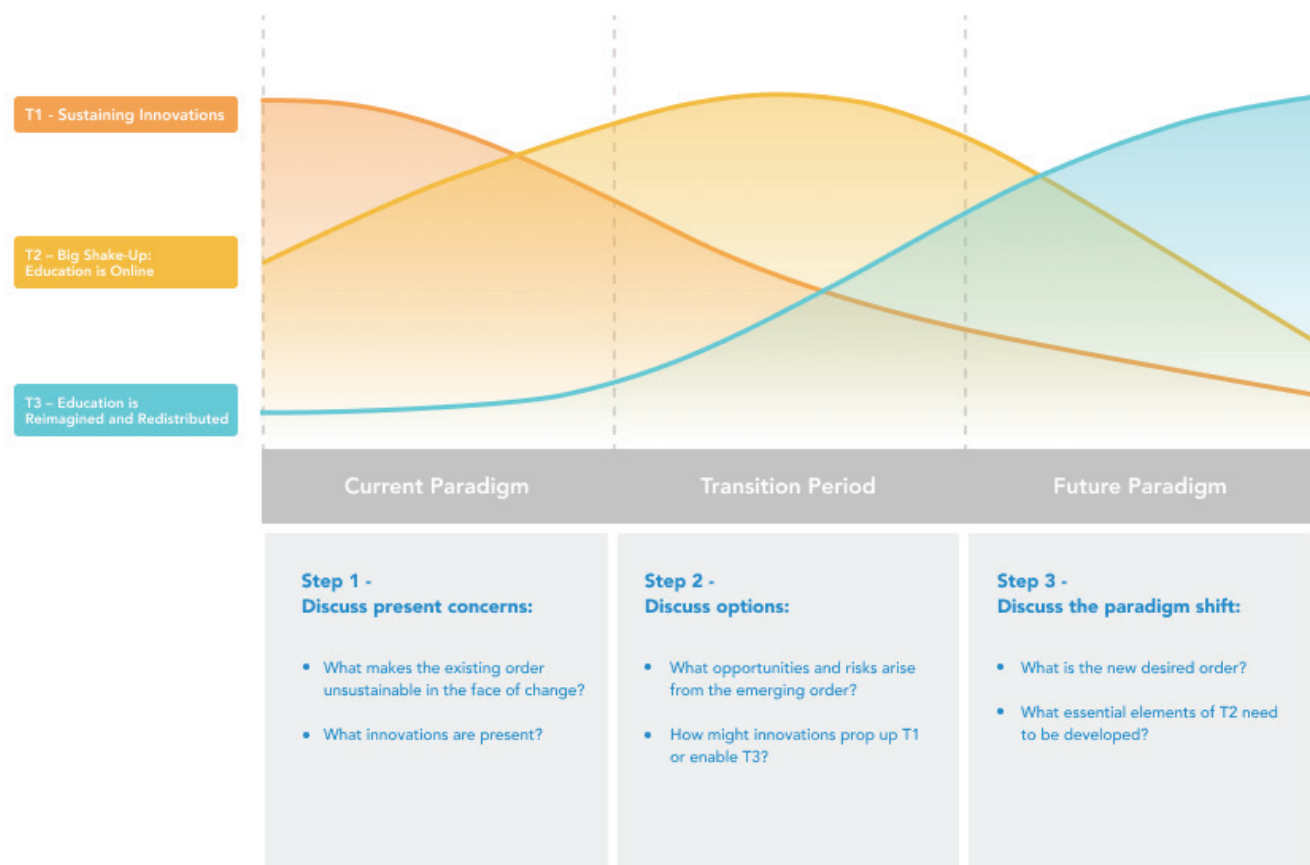 T1 - Sustaining Innovations
T2 – Big Shake-Up:
Education is Online
T3 – Education is
Reimagined and Redistributed
Current Paradigm
Transition Period
Future Paradigm
Step 1 -
Discuss present concerns:
• What makes the existing order
unsustainable in the face of change?
• What innovations are present?
Step 2 -
Discuss options:
• What opportunities and risks arise
from the emerging order?
• How might innovations prop up T1
or enable T3?
Step 3 -
Discuss the paradigm shift:
• What is the new desired order?
• What essential elements of T2 need
to be developed?